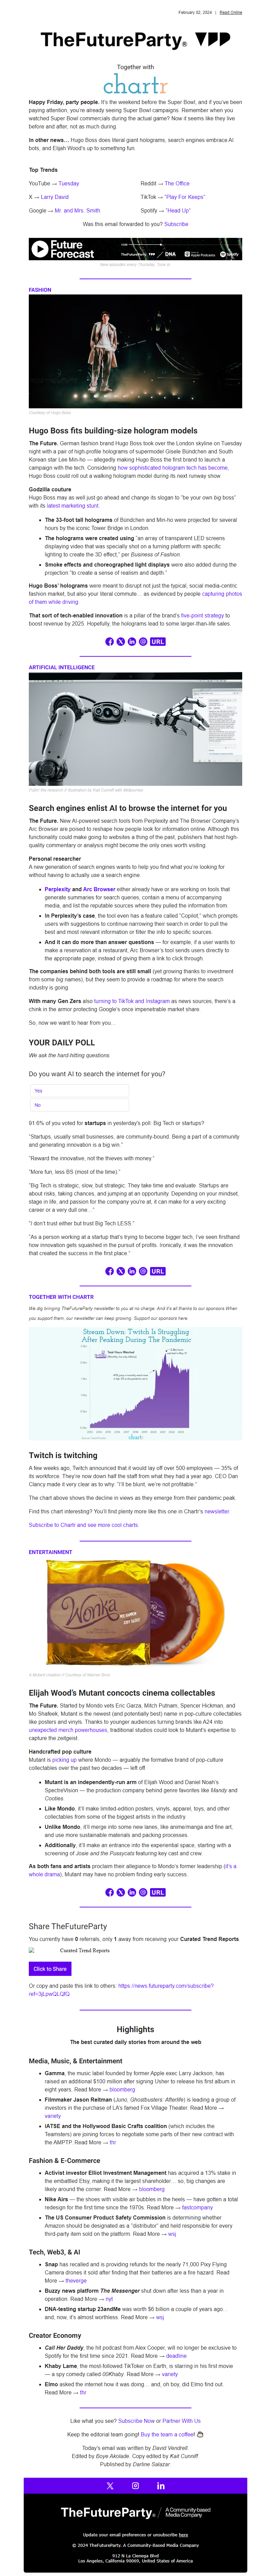 February 02, 2024 | Read Online
TheFutureParty®
Together with
chartr
Happy Friday, party people. It's the weekend before the Super Bowl, and if you've been
paying attention, you're already seeing Super Bowl campaigns. Remember when you
watched Super Bowl commercials during the actual game? Now it seems like they live by
before and after, not as much during.
In other news… Hugo Boss does literal giant holograms, search engines embrace AI
bots, and Elijah Wood's up to something fun.
Top Trends
YouTube → Tuesday
Reddit → The Office
X → Larry David
TikTok → "Play For Keeps"
Google → Mr. and Mrs. Smith
Spotify → "Head Up"
Was this email forwarded to you? Subscribe
Future
Forecast
FASHION
Courtesy of Hugo Boss
Hugo Boss fits building-size hologram models
The Future. German fashion brand Hugo Boss took over the London skyline on Tuesday
night with a pair of larger-than-life holograms of supermodel Gisele Bündchen and South
Korean star Lee Min-ho — allegedly making Hugo Boss the first brand to launch a
campaign with the tech. Considering how sophisticated hologram tech has become,
Hugo Boss could roll out a walking hologram model during its next runway show.
Godzilla couture
Hugo Boss may as well just go ahead and change its slogan to "be your own big boss"
with its latest marketing stunt.
• The 33-foot tall holograms of Bündchen and Min-ho were projected for several
hours by the iconic Tower Bridge in London.
• The holograms were created using "an array of transparent LED screens
displaying video that was specially shot on a turning platform with specific
lighting to create the 3D effect," per Business of Fashion.
• Smoke effects and choreographed light displays were also added during the
projection "to create a sense of realism and depth."
Hugo Boss' holograms were meant to disrupt not just the typical, social media-centric
fashion market, but also your literal commute… as evidenced by people capturing photos
of them while driving.
That sort of tech-enabled innovation is a pillar of the brand's five-point strategy to
boost revenue by 2025. Hopefully, the holograms lead to some larger-than-life sales.
URL
ARTIFICIAL INTELLIGENCE
Search engines enlist AI to browse the internet for you
The Future. New AI-powered search tools from Perplexity and The Browser Company's
Arc Browser are poised to reshape how people look for information online. Although this
functionality could make going to websites a thing of the past, publishers that host high-
quality commentary or analysis might become the only ones worth visiting.
Personal researcher
A new generation of search engines wants to help you find what you're looking for
without having to actually use a search engine.
• Perplexity and Arc Browser either already have or are working on tools that
generate summaries for search queries, contain a menu of accompanying
media, and list the reputable sources where they pulled the information from.
• In Perplexity's case, the tool even has a feature called "Copilot," which prompts
users with suggestions to continue narrowing their search in order to pull the
best and most relevant information or filter the info to specific sources.
• And it can do more than answer questions — for example, if a user wants to
make a reservation at a restaurant, Arc Browser's tool directs users directly to
the appropriate page, instead of providing a link to click through.
The companies behind both tools are still small (yet growing thanks to investment
from big names), but they seem to provide a roadmap for where the search
industry is going.
With many Gen Zers also turning to TikTok and Instagram as news sources, there's a
chink in the armor protecting Google's once impenetrable market share.
So, now we want to hear from you…
YOUR DAILY POLL
We ask the hard-hitting questions.
Do you want AI to search the internet for you?
Yes
No
91.6% of you voted for startups in yesterday's poll: Big Tech or startups?
"Startups, usually small businesses, are community-bound. Being a part of a community
and generating innovation is a big win."
"Reward the innovative, not the thieves with money."
"More fun, less BS (most of the time)."
"Big Tech is strategic, slow, but strategic. They take time and evaluate. Startups are
about risks, taking chances, and jumping at an opportunity. Depending on your mindset,
stage in life, and passion for the company you're at, it can be the best experience of your
career or a very ugly one…"
"I don't trust either but trust Big Tech LESS."
"As a person working at a startup that's trying to become bigger tech, I've seen firsthand
how innovation gets squashed in the pursuit of profits. Ironically, it was the innovation
that created the success in the first place."
URL
TOGETHER WITH CHARTR
We dig bringing TheFutureParty newsletter to you at no charge. And it's all thanks to our sponsors. When
you support them, our newsletter can keep growing. Support our sponsors here.
Stream Down: Twitch Is Struggling
After Peaking During The Pandemic
chartr
Twitch is twitching
A few weeks ago, Twitch announced that it would lay off over 500 employees — 35% of
its workforce. They're now down half the staff from what they had a year ago. CEO Dan
Clancy made it very clear as to why. "I'll be blunt, we're not profitable."
The chart above shows the decline in views as they emerge from their pandemic peak.
Find this chart interesting? You'll find plenty more like this one in Chartr's newsletter.
Subscribe to Chartr and see more cool charts.
ENTERTAINMENT
WONKA
A Mutant creation // Courtesy of Warner Bros.
Elijah Wood's Mutant concocts cinema collectables
The Future. Started by Mondo vets Eric Garza, Mitch Putnam, Spencer Hickman, and
Mo Shafeek, Mutant is the newest (and potentially best) name in pop-culture collectables
like posters and vinyls. Thanks to younger audiences turning brands like A24 into
unexpected merch powerhouses, traditional studios could look to Mutant's expertise to
capture the zeitgeist.
Handcrafted pop culture
Mutant is picking up where Mondo — arguably the formative brand of pop-culture
collectables over the past two decades — left off.
• Mutant is an independently-run arm of Elijah Wood and Daniel Noah's
SpectreVision — the production company behind genre favorites like Mandy and
Cooties.
• Like Mondo, it'll make limited-edition posters, vinyls, apparel, toys, and other
collectables from some of the biggest artists in the industry.
• Unlike Mondo, it'll merge into some new lanes, like animation and fine art,
and use more sustainable materials and packing processes.
• Additionally, it'll make an entrance into the experiential space, starting with a
screening of Josie and the Pussycats featuring key cast and crew.
As both fans and artists proclaim their allegiance to Mondo's former leadership (it's a
whole drama), Mutant may have no problem finding early success.
URL
Share TheFutureParty
You currently have 0 referrals, only 1 away from receiving your Curated Trend Reports.
Curated Trend Reports
Click to Share
Or copy and paste this link to others: https://news.futureparty.com/subscribe?
ref=3jLpwQLQfQ
Highlights
The best curated daily stories from around the web
Media, Music, & Entertainment
• Gamma, the music label founded by former Apple music exec Larry Jackson, has
raised an additional $100 million after signing Usher to release his first album in
eight years. Read More → bloomberg
• Filmmaker Jason Reitman (Juno, Ghostbusters: Afterlife) is leading a group of
investors in the purchase of LA's famed Fox Village Theater. Read More →
variety
• IATSE and the Hollywood Basic Crafts coalition (which includes the
Teamsters) are joining forces to negotiate some parts of their new contract with
the AMPTP. Read More → thr
Fashion & E-Commerce
• Activist investor Elliot Investment Management has acquired a 13% stake in
the embattled Etsy, making it the largest shareholder… so, big changes are
likely around the corner. Read More → bloomberg
• Nike Airs — the shoes with visible air bubbles in the heels — have gotten a total
redesign for the first time since the 1970s. Read More → fastcompany
• The US Consumer Product Safety Commission is determining whether
Amazon should be designated as a "distributor" and held responsible for every
third-party item sold on the platform. Read More → wsj
Tech, Web3, & AI
• Snap has recalled and is providing refunds for the nearly 71,000 Pixy Flying
Camera drones it sold after finding out that their batteries are a fire hazard. Read
More → theverge
• Buzzy news platform The Messenger shut down after less than a year in
operation. Read More → nyt
• DNA-testing startup 23andMe was worth $6 billion a couple of years ago…
and, now, it's almost worthless. Read More → wsj
Creator Economy
• Call Her Daddy, the hit podcast from Alex Cooper, will no longer be exclusive to
Spotify for the first time since 2021. Read More → deadline
• Khaby Lame, the most followed TikToker on Earth, is starring in his first movie
— a spy comedy called 00Khaby. Read More → variety
• Elmo asked the internet how it was doing… and, oh boy, did Elmo find out.
Read More → thr
Like what you see? Subscribe Now or Partner With Us
Keep the editorial team going! Buy the team a coffee!
Today's email was written by David Vendrell.
Edited by Boye Akolade. Copy edited by Kait Cunniff.
Published by Darline Salazar.
TheFutureParty® / A Community-based
Media Company
Update your email preferences or unsubscribe here
© 2024 TheFutureParty. A Community-Based Media Company
912 N La Cienega Blvd
Los Angeles, California 90069, United States of America